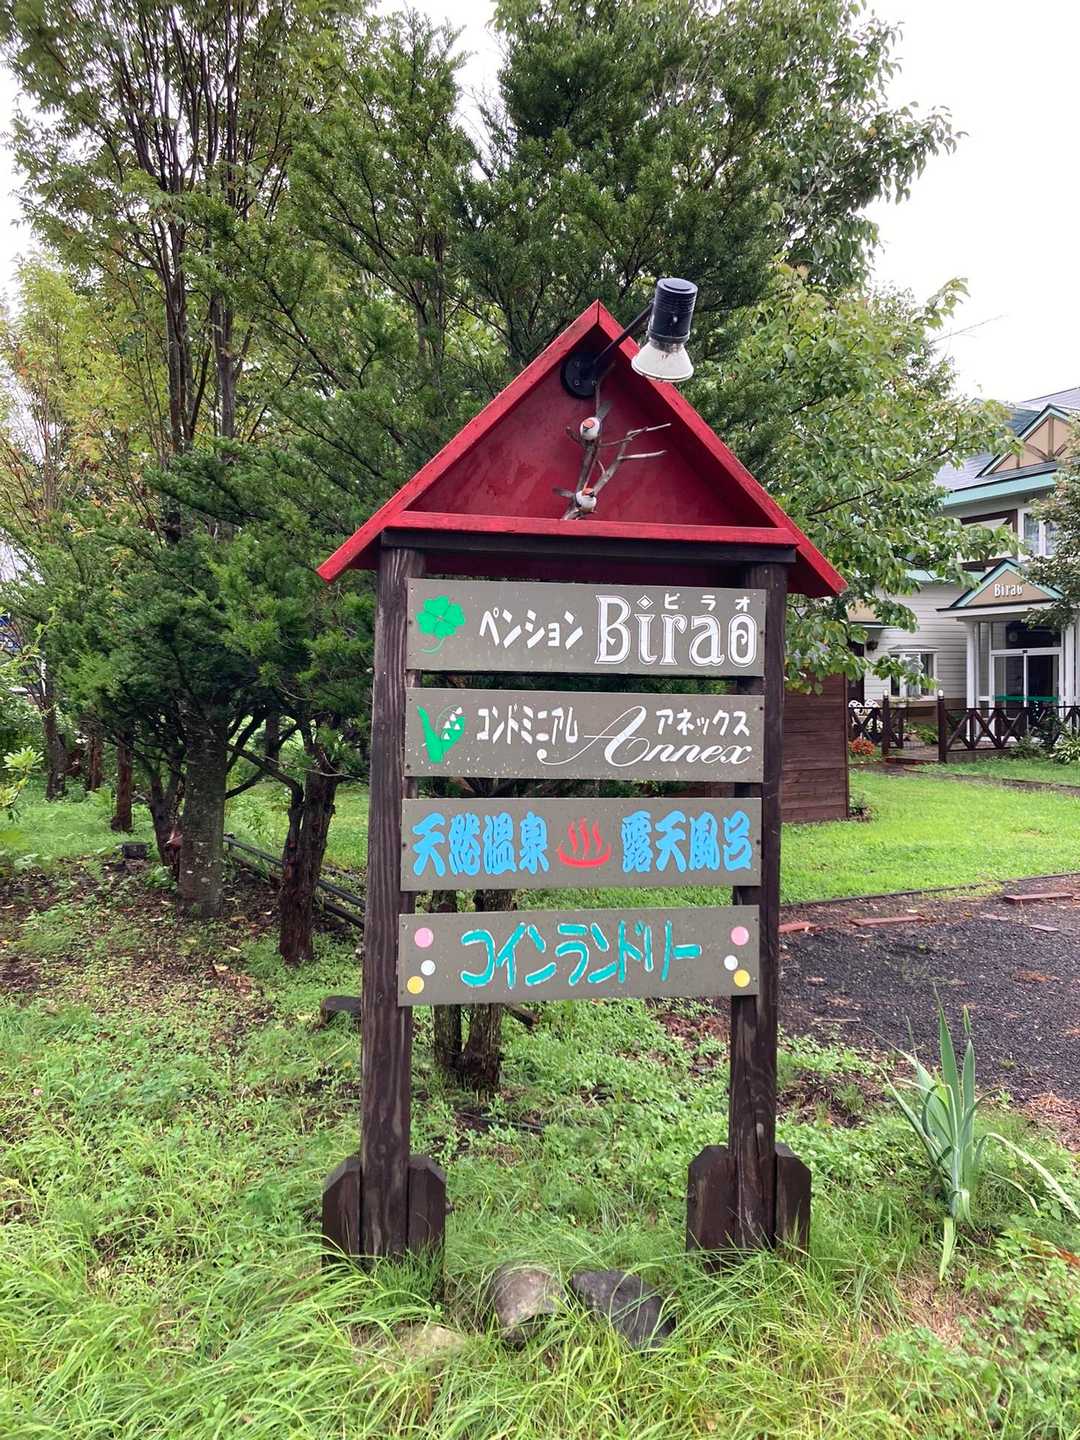 ペンション Birao ビラオ
コンドミニアム Annex アネックス
天然温泉 ♨ 露天風呂
コインランドリー
Birao